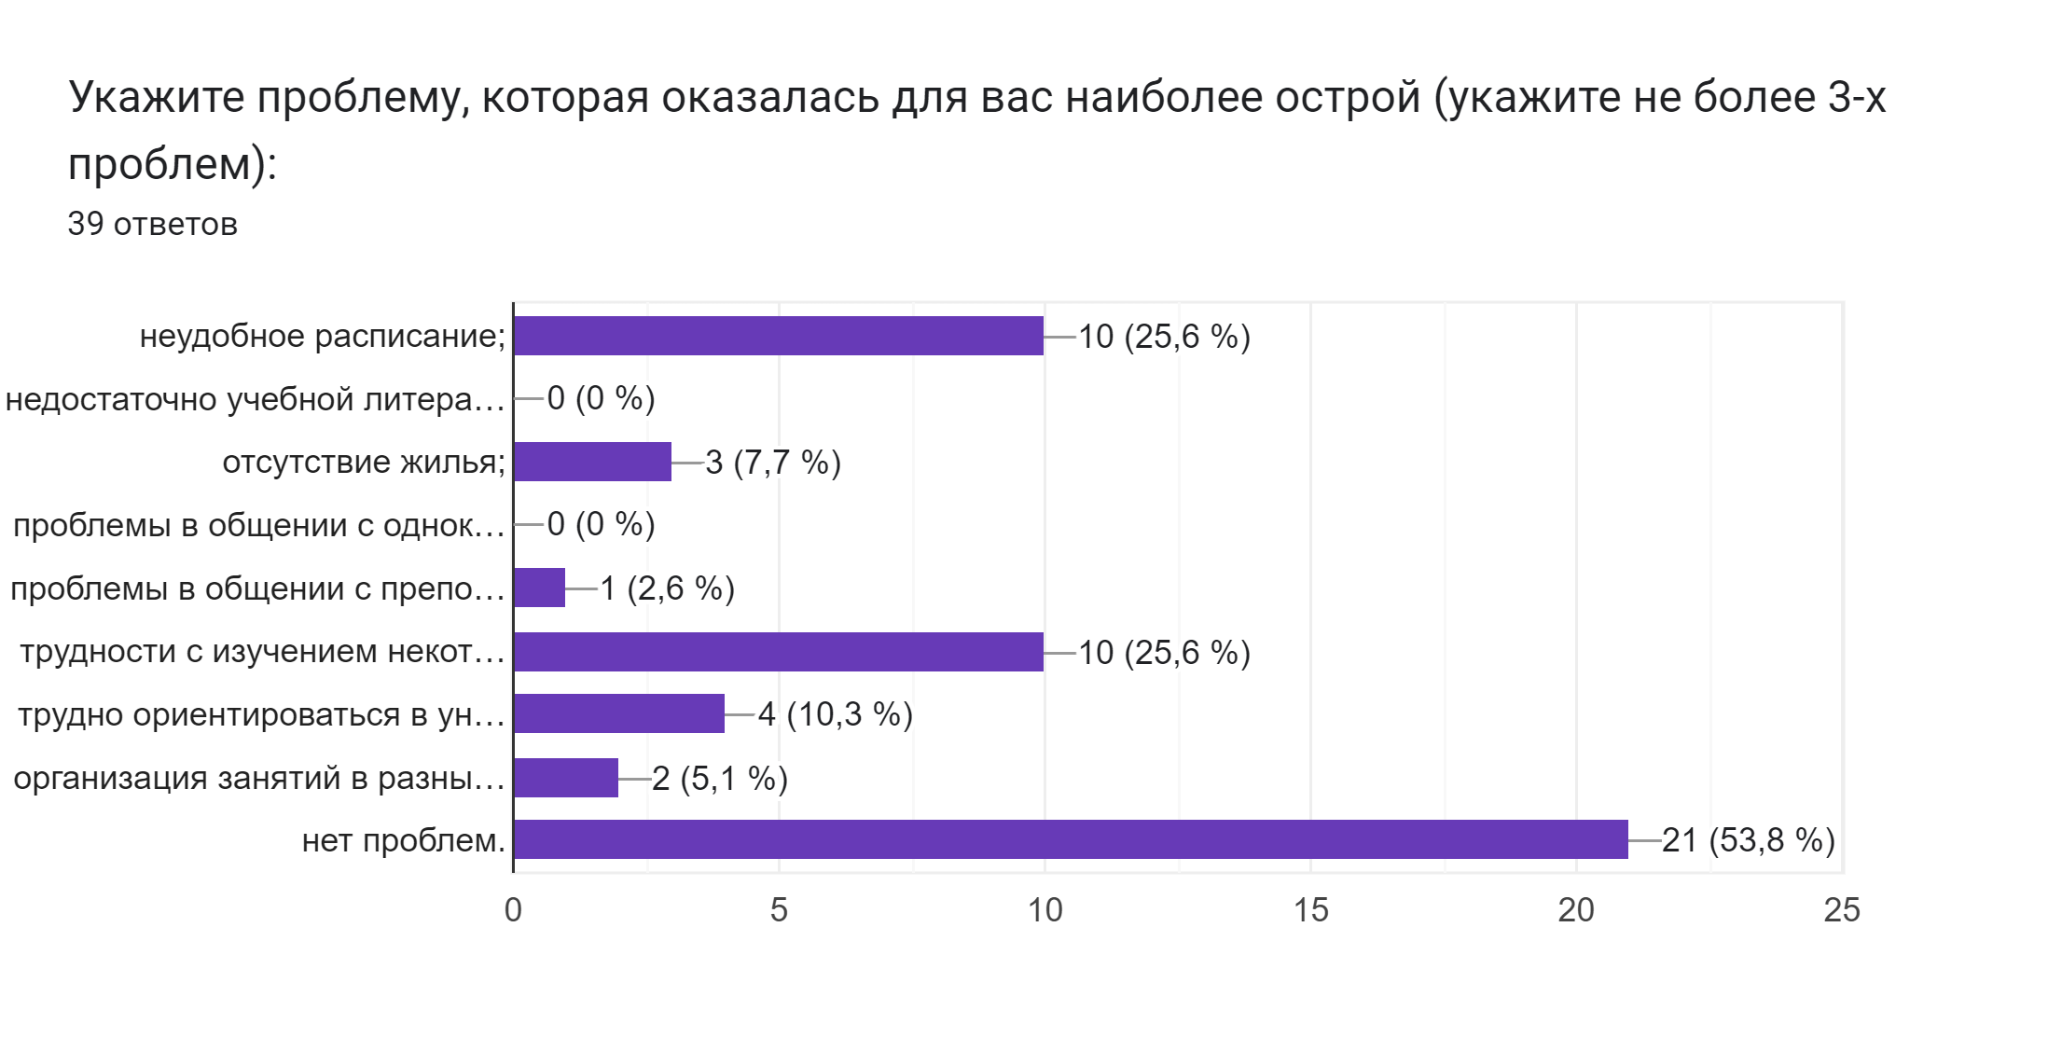 Укажите проблему, которая оказалась для вас наиболее острой (укажите не более 3-х
проблем):
39 ответов
неудобное расписание; 10 (25,6 %)
недостаточно учебной литера… 0 (0 %)
отсутствие жилья; 3 (7,7 %)
проблемы в общении с однок… 0 (0 %)
проблемы в общении с препо… 1 (2,6 %)
трудности с изучением некот… 10 (25,6 %)
трудно ориентироваться в ун… 4 (10,3 %)
организация занятий в разны… 2 (5,1 %)
нет проблем. 21 (53,8 %)
0 5 10 15 20 25